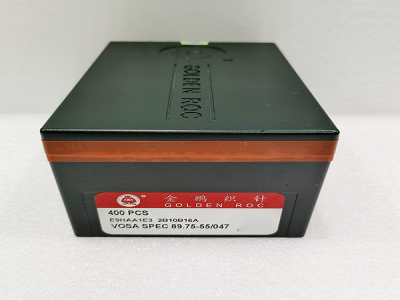 GOLDEN ROC
金鹏织针
GOLDEN ROC
400 PCS
E9HAA1E3 2B10B16A
VOSA SPEC 89.75-55/047